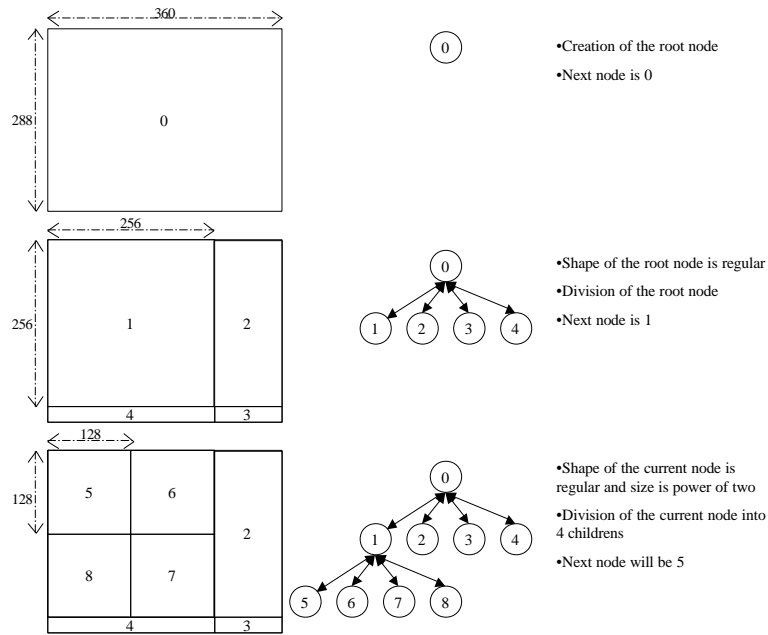 360
288
0
0
•Creation of the root node
•Next node is 0
256
256
1
2
4
3
0
1 2 3 4
•Shape of the root node is regular
•Division of the root node
•Next node is 1
128
128
5 6
2
8 7
4
3
0
1 2 3 4
5 6 7 8
•Shape of the current node is
regular and size is power of two
•Division of the current node into
4 childrens
•Next node will be 5